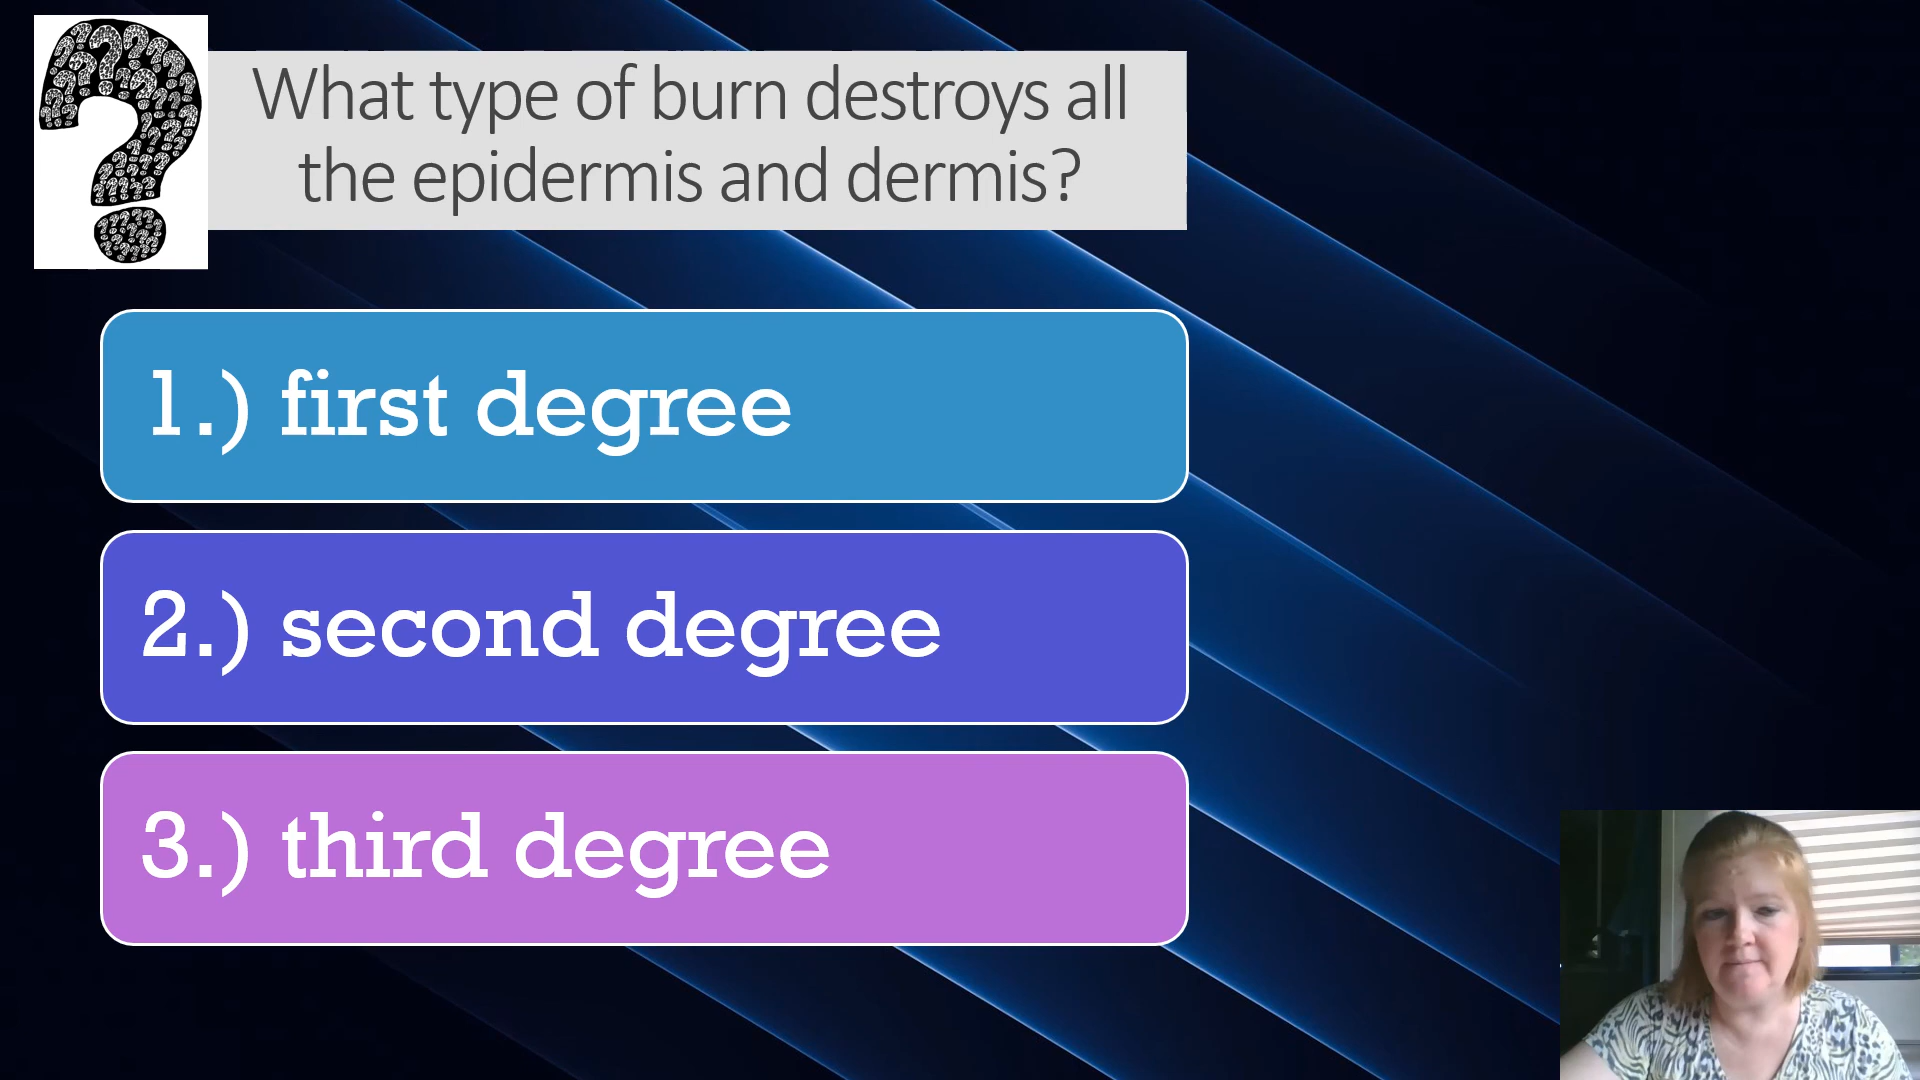 What type of burn destroys all
the epidermis and dermis?
1.) first degree
2.) second degree
3.) third degree